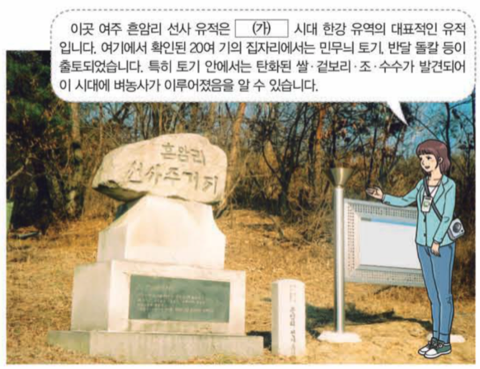 이곳 여주 흔암리 선사 유적은 (가) 시대 한강 유역의 대표적인 유적
입니다. 여기에서 확인된 20여 기의 집자리에서는 민무늬 토기, 반달 돌칼 등이
출토되었습니다. 특히 토기 안에서는 탄화된 쌀·겉보리·조·수수가 발견되어
이 시대에 벼농사가 이루어졌음을 알 수 있습니다.
흔암리
선사주거지